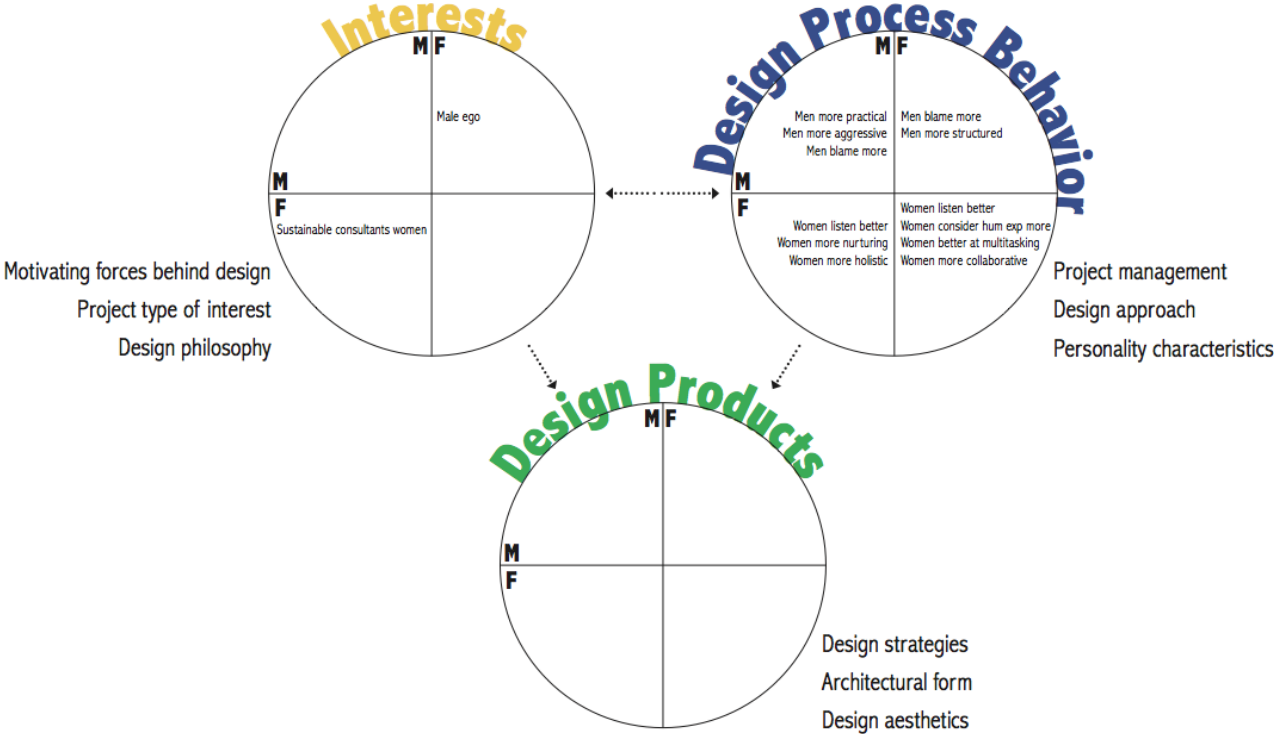 Interests
M F
Male ego
M
F
Sustainable consultants women
Motivating forces behind design
Project type of interest
Design philosophy
Design Process Behavior
M F
Men more practical
Men more aggressive
Men blame more
Men blame more
Men more structured
M
F
Women listen better
Women more nurturing
Women more holistic
Women listen better
Women consider hum exp more
Women better at multitasking
Women more collaborative
Project management
Design approach
Personality characteristics
Design Products
M F
M
F
Design strategies
Architectural form
Design aesthetics